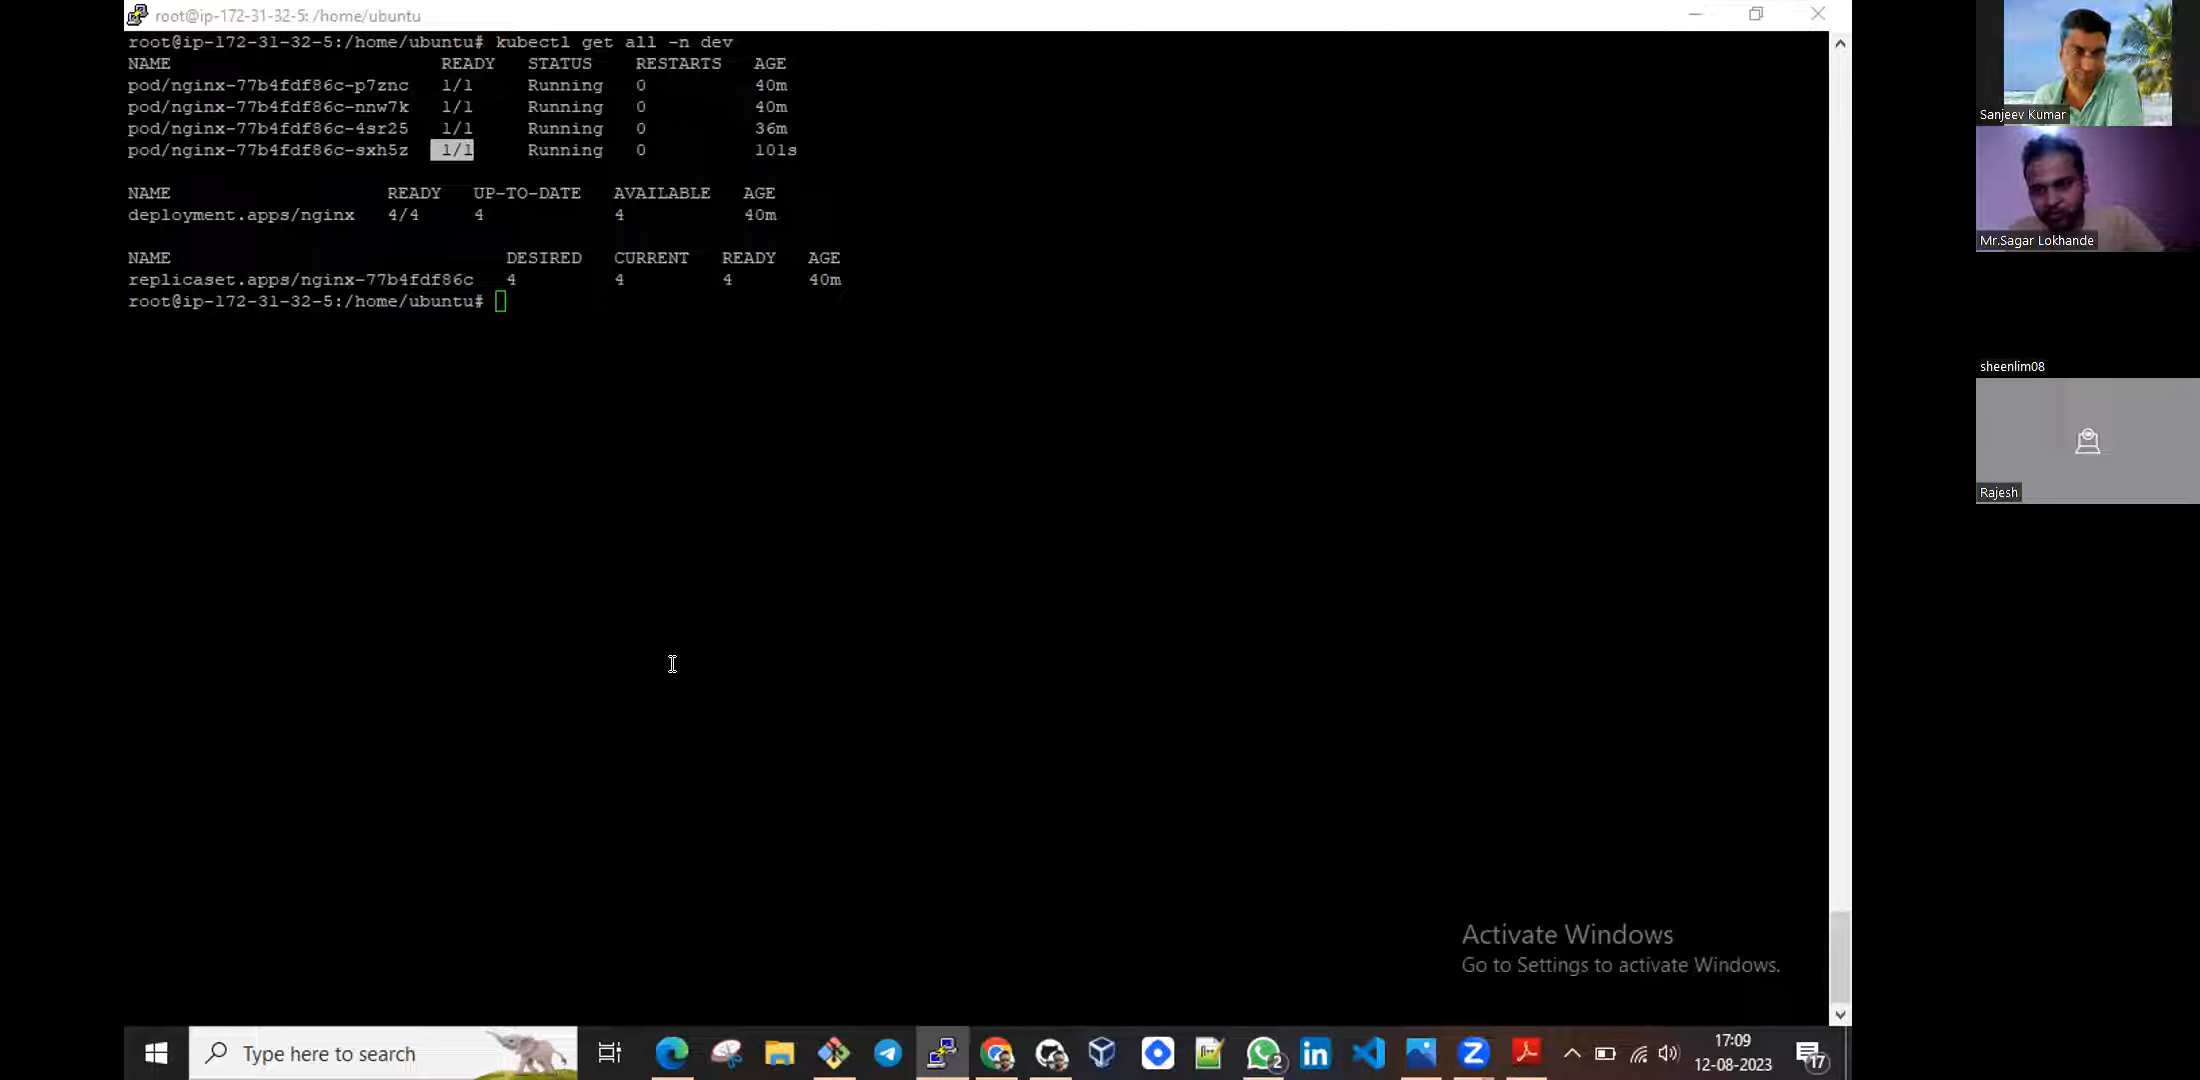 root@ip-172-31-32-5: /home/ubuntu
root@ip-172-31-32-5:/home/ubuntu# kubectl get all -n dev
NAME READY STATUS RESTARTS AGE
pod/nginx-77b4fdf86c-p7znc 1/1 Running 0 40m
pod/nginx-77b4fdf86c-nnw7k 1/1 Running 0 40m
pod/nginx-77b4fdf86c-4sr25 1/1 Running 0 36m
pod/nginx-77b4fdf86c-sxh5z 1/1 Running 0 101s
NAME READY UP-TO-DATE AVAILABLE AGE
deployment.apps/nginx 4/4 4 4 40m
NAME DESIRED CURRENT READY AGE
replicaset.apps/nginx-77b4fdf86c 4 4 4 40m
root@ip-172-31-32-5:/home/ubuntu#
Sanjeev Kumar
Mr.Sagar Lokhande
sheenlim08
Rajesh
Activate Windows
Go to Settings to activate Windows.
Type here to search
2
17:09
12-08-2023
17